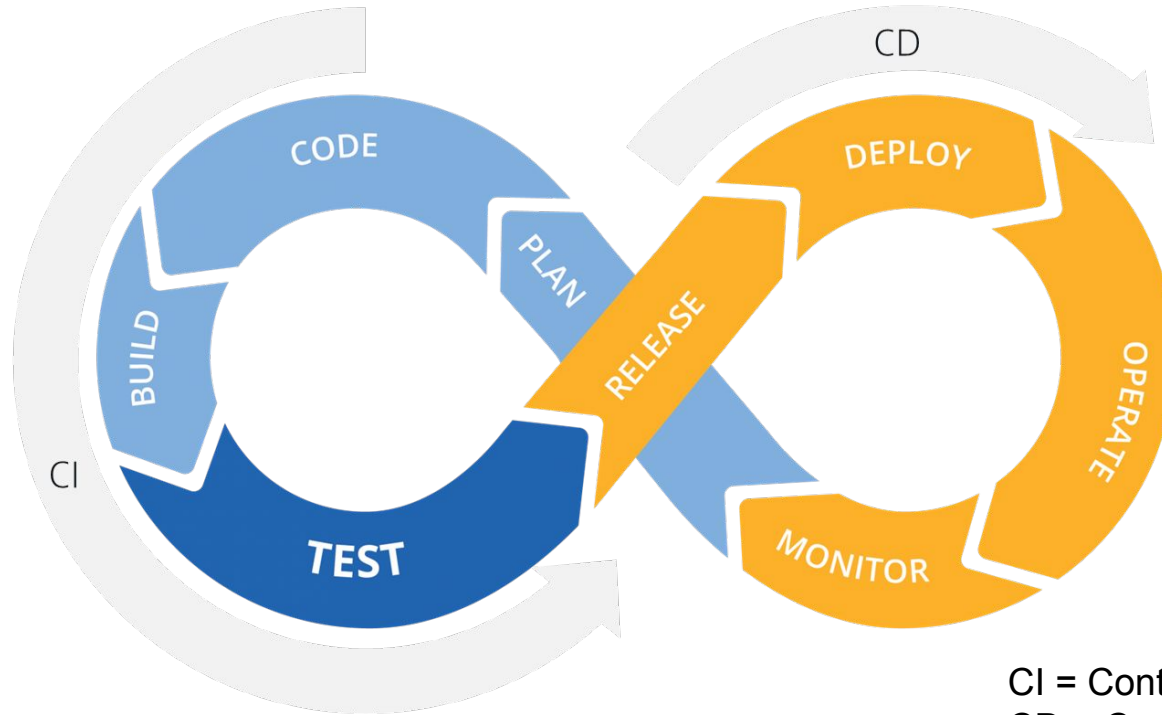 CD
CODE
DEPLOY
PLAN
RELEASE
BUILD
OPERATE
CI
TEST
MONITOR
CI = Cont